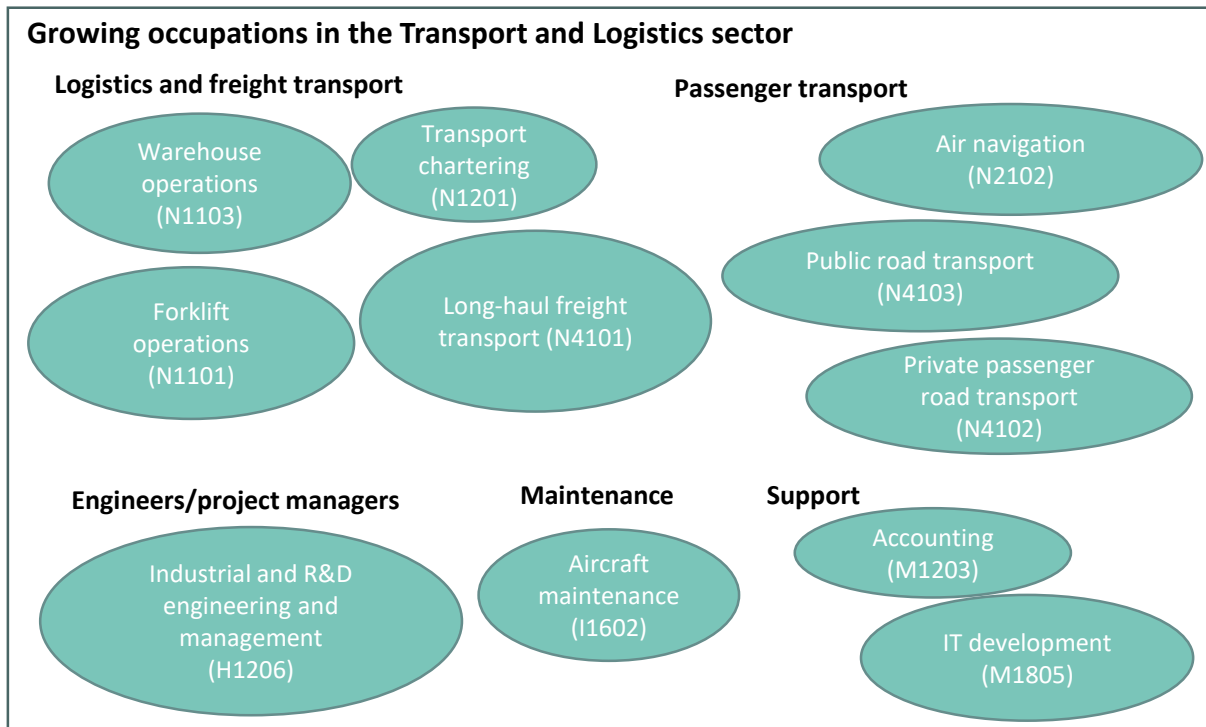 Growing occupations in the Transport and Logistics sector
Logistics and freight transport
Warehouse
operations
(N1103)
Transport
chartering
(N1201)
Forklift
operations
(N1101)
Long-haul freight
transport (N4101)
Passenger transport
Air navigation
(N2102)
Public road transport
(N4103)
Private passenger
road transport
(N4102)
Engineers/project managers
Industrial and R&D
engineering and
management
(H1206)
Maintenance
Aircraft
maintenance
(I1602)
Support
Accounting
(M1203)
IT development
(M1805)